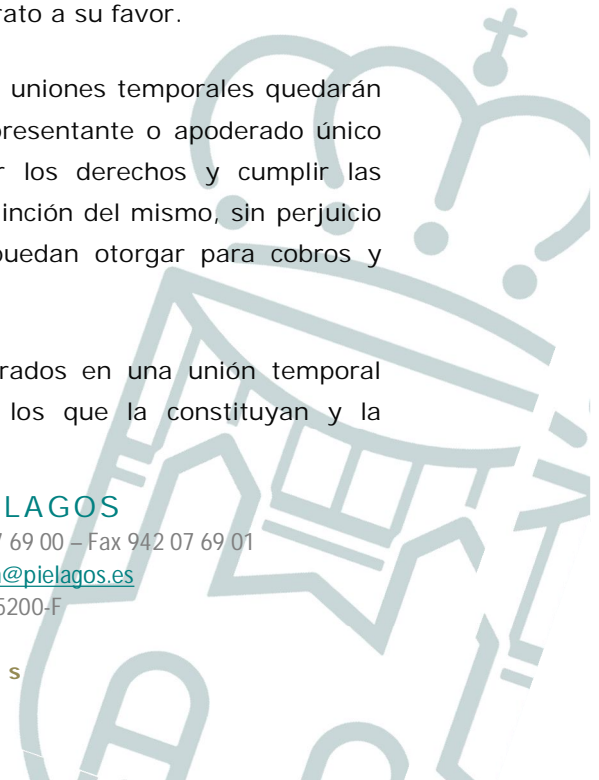 rato a su favor.
uniones temporales quedarán
presentante o apoderado único
r los derechos y cumplir las
inción del mismo, sin perjuicio
puedan otorgar para cobros y
rados en una unión temporal
los que la constituyan y la
LAGOS
7 69 00 – Fax 942 07 69 01
@pielagos.es
5200-F
s